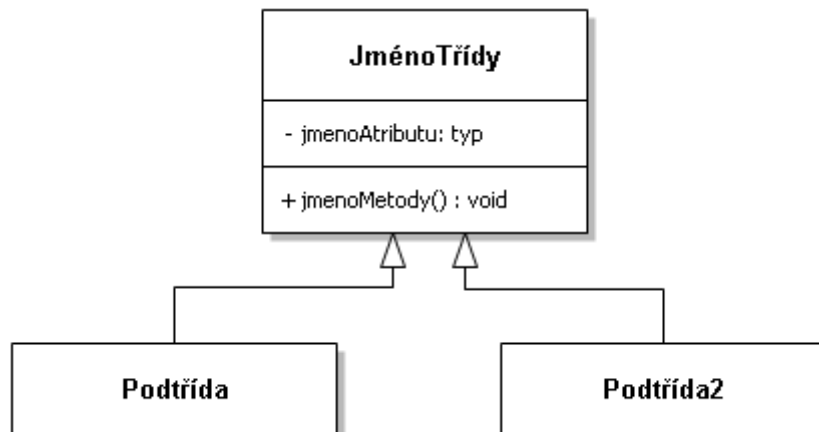 JménoTřídy
- jmenoAtributu: typ
+ jmenoMetody() : void
Podtřída
Podtřída2